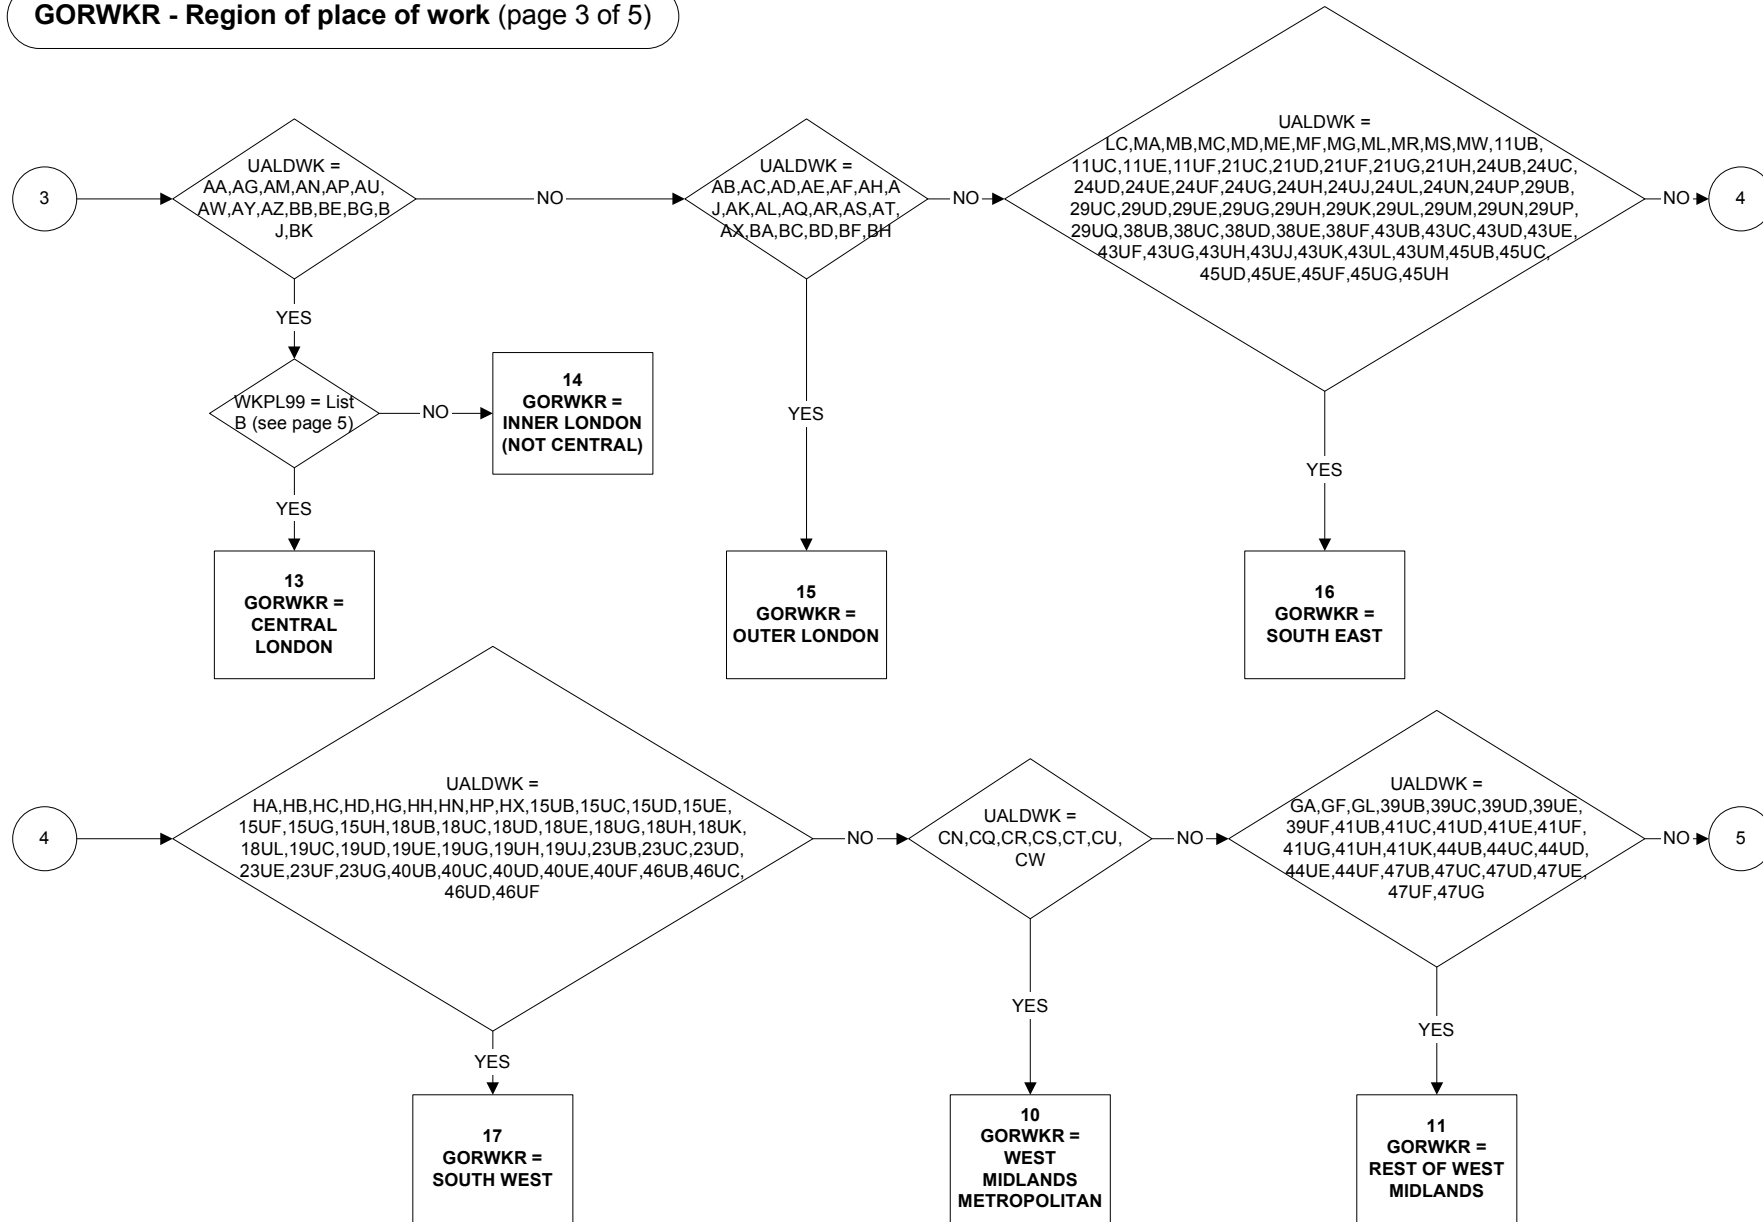 GORWKR - Region of place of work (page 3 of 5)
3
UALDWK =
AA,AG,AM,AN,AP,AU,
AW,AY,AZ,BB,BE,BG,B
J,BK
NO
UALDWK =
AB,AC,AD,AE,AF,AH,A
J,AK,AL,AQ,AR,AS,AT,
AX,BA,BC,BD,BF,BH
NO
UALDWK =
LC,MA,MB,MC,MD,ME,MF,MG,ML,MR,MS,MW,11UB,
11UC,11UE,11UF,21UC,21UD,21UF,21UG,21UH,24UB,24UC,
24UD,24UE,24UF,24UG,24UH,24UJ,24UL,24UN,24UP,29UB,
29UC,29UD,29UE,29UG,29UH,29UK,29UL,29UM,29UN,29UP,
29UQ,38UB,38UC,38UD,38UE,38UF,43UB,43UC,43UD,43UE,
43UF,43UG,43UH,43UJ,43UK,43UL,43UM,45UB,45UC,
45UD,45UE,45UF,45UG,45UH
NO
4
YES
WKPL99 = List
B (see page 5)
NO
14
GORWKR =
INNER LONDON
(NOT CENTRAL)
YES
13
GORWKR =
CENTRAL
LONDON
YES
15
GORWKR =
OUTER LONDON
YES
16
GORWKR =
SOUTH EAST
4
UALDWK =
HA,HB,HC,HD,HG,HH,HN,HP,HX,15UB,15UC,15UD,15UE,
15UF,15UG,15UH,18UB,18UC,18UD,18UE,18UG,18UH,18UK,
18UL,19UC,19UD,19UE,19UG,19UH,19UJ,23UB,23UC,23UD,
23UE,23UF,23UG,40UB,40UC,40UD,40UE,40UF,46UB,46UC,
46UD,46UF
NO
UALDWK =
CN,CQ,CR,CS,CT,CU,
CW
NO
UALDWK =
GA,GF,GL,39UB,39UC,39UD,39UE,
39UF,41UB,41UC,41UD,41UE,41UF,
41UG,41UH,41UK,44UB,44UC,44UD,
44UE,44UF,47UB,47UC,47UD,47UE,
47UF,47UG
NO
5
YES
17
GORWKR =
SOUTH WEST
YES
10
GORWKR =
WEST
MIDLANDS
METROPOLITAN
YES
11
GORWKR =
REST OF WEST
MIDLANDS